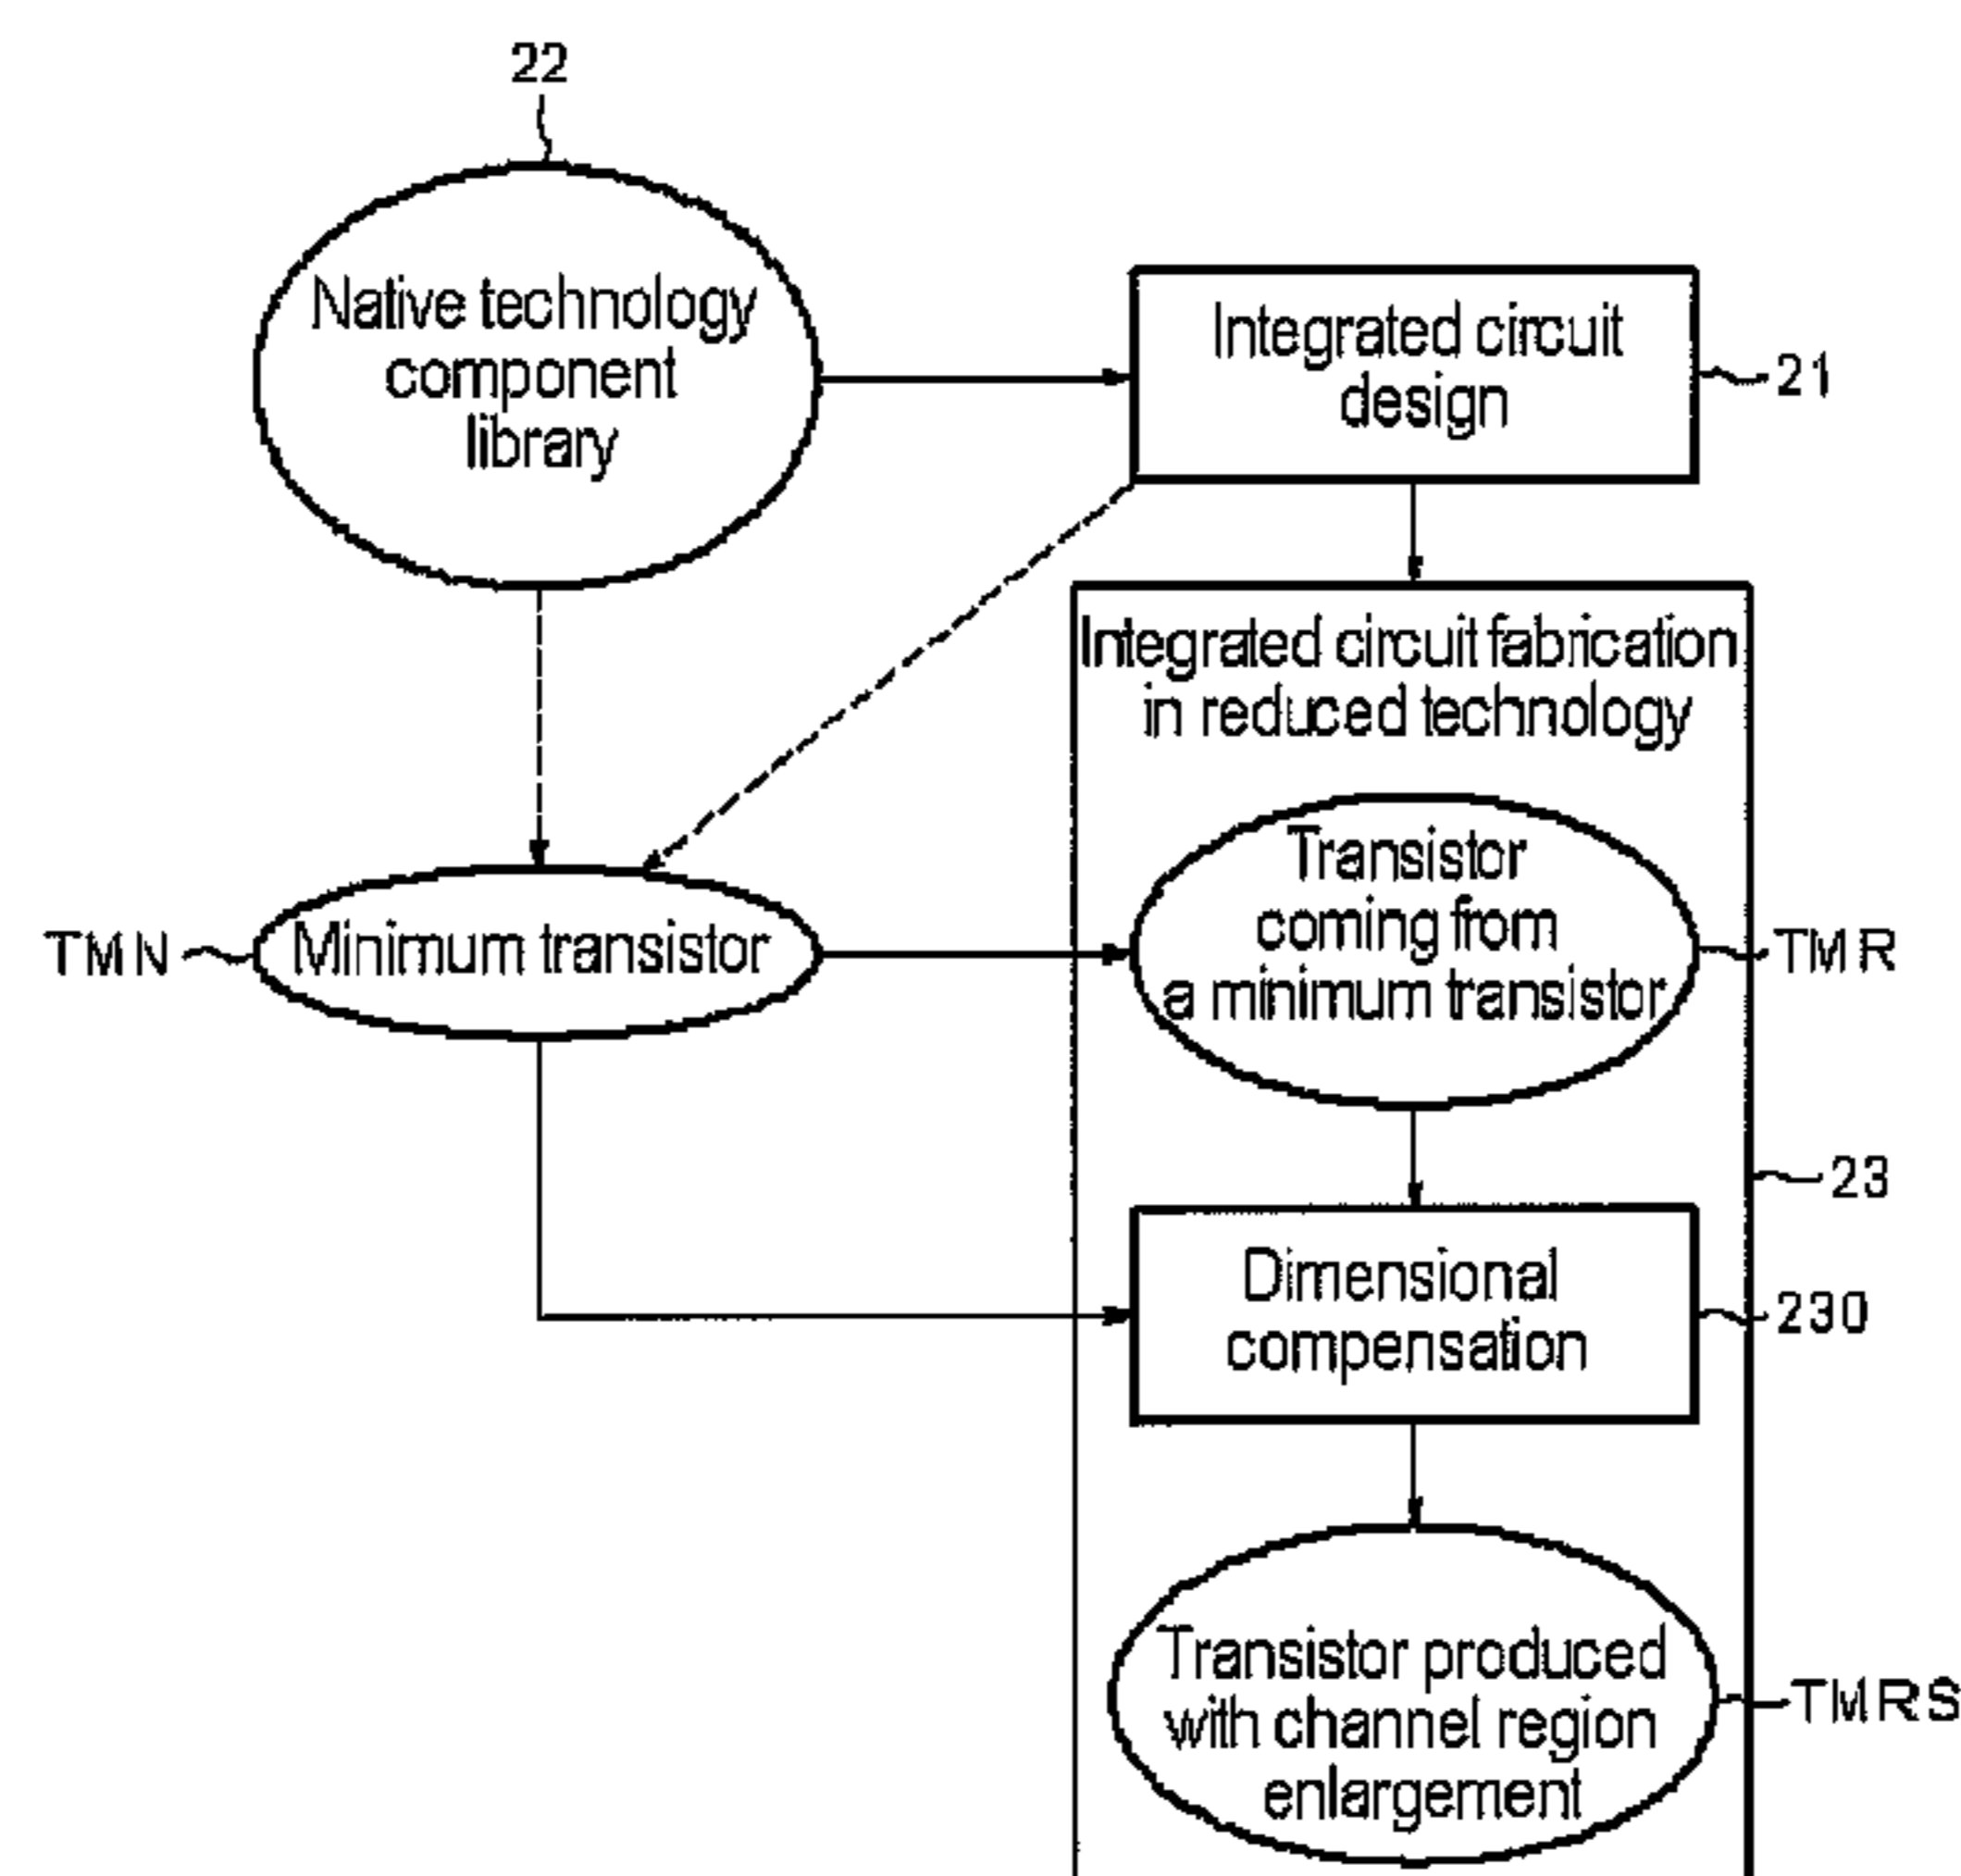 22
Native technology
component
library
Integrated circuit
design
21
Integrated circuit fabrication
in reduced technology
Transistor
coming from
a minimum transistor
TMN
Minimum transistor
TMR
23
Dimensional
compensation
230
Transistor produced
with channel region
enlargement
TMRS